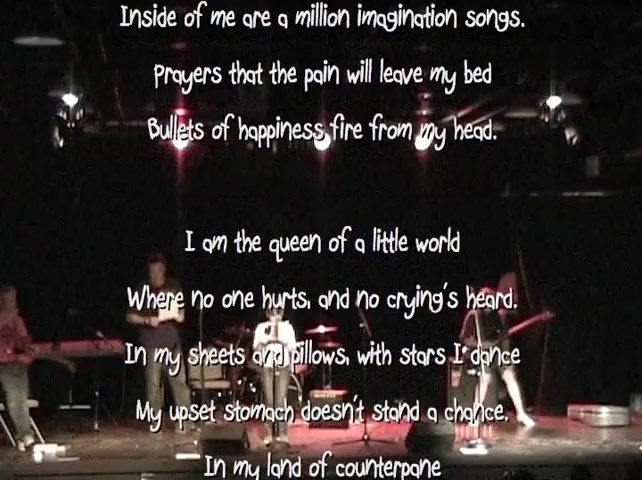 Inside of me are a million imagination songs.
Prayers that the pain will leave my bed
Bullets of happiness fire from my head.
I am the queen of a little world
Where no one hurts, and no crying's heard.
In my sheets and pillows, with stars I dance
My upset stomach doesn't stand a chance.
In my land of counterpane